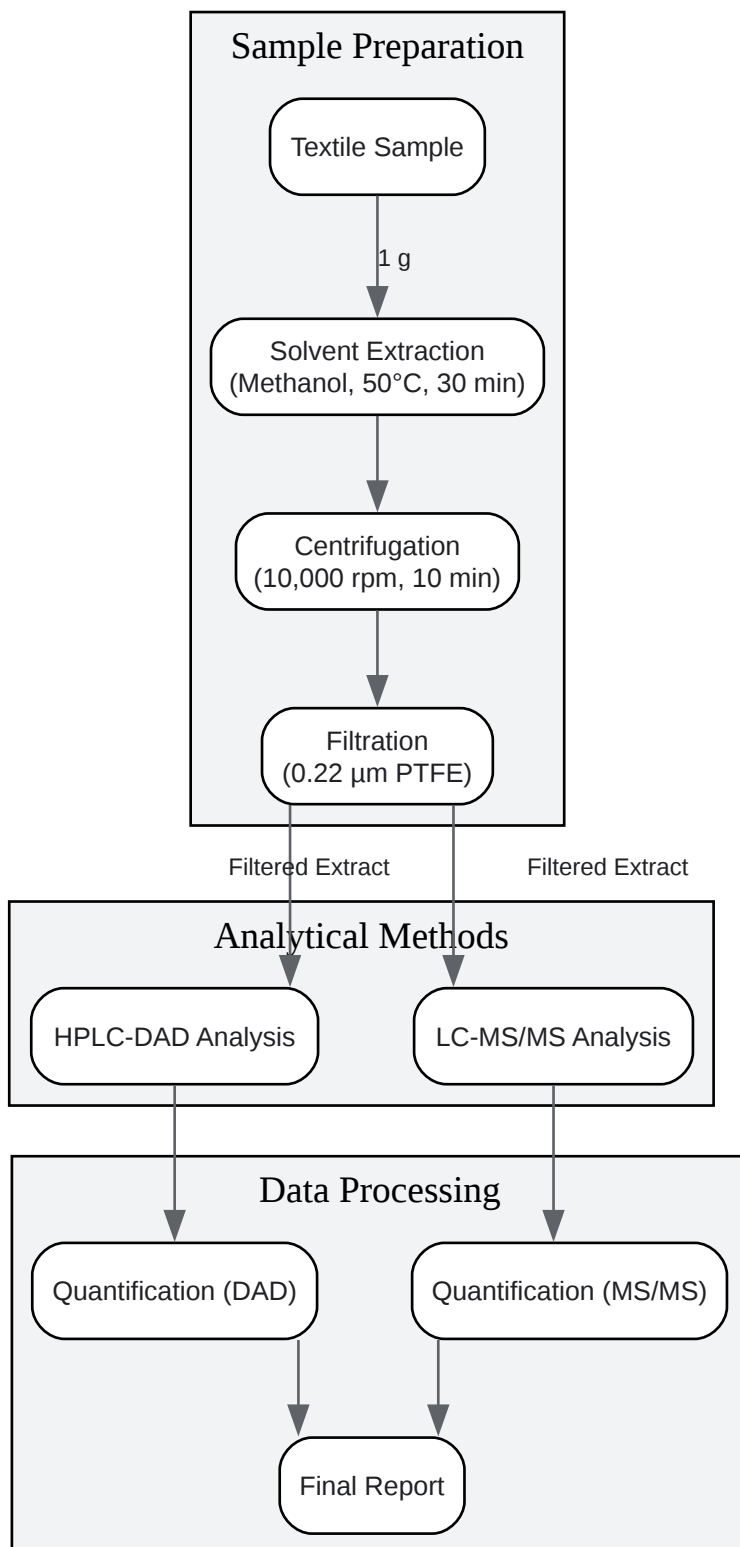 Sample Preparation
Textile Sample
1 g
Solvent Extraction
(Methanol, 50°C, 30 min)
Centrifugation
(10,000 rpm, 10 min)
Filtration
(0.22 µm PTFE)
Filtered Extract
Filtered Extract
Analytical Methods
HPLC-DAD Analysis
LC-MS/MS Analysis
Data Processing
Quantification (DAD)
Quantification (MS/MS)
Final Report